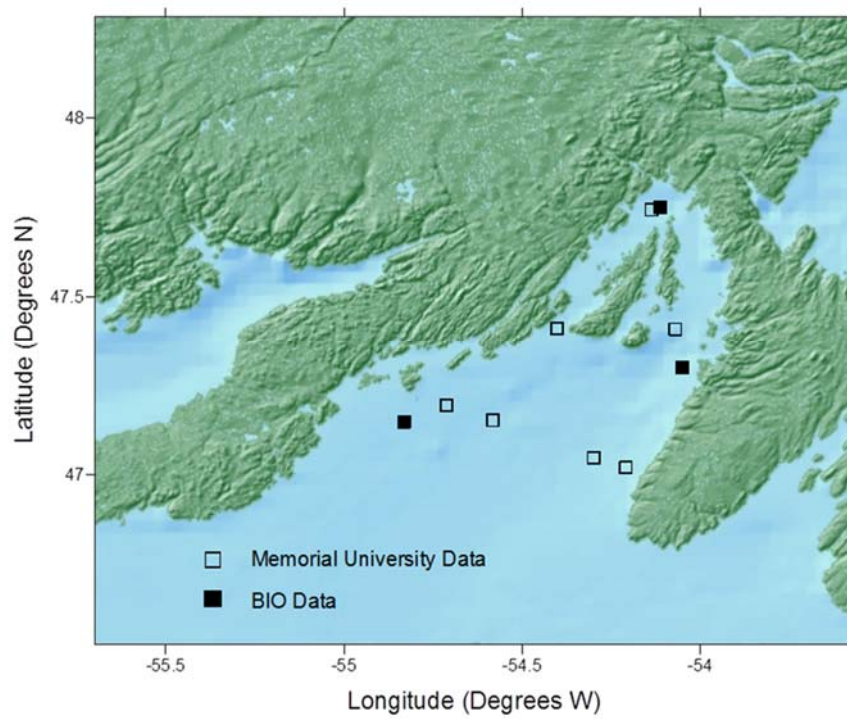 48
47.5
47
Latitude (Degrees N)
Memorial University Data
BIO Data
-55.5 -55 -54.5 -54
Longitude (Degrees W)